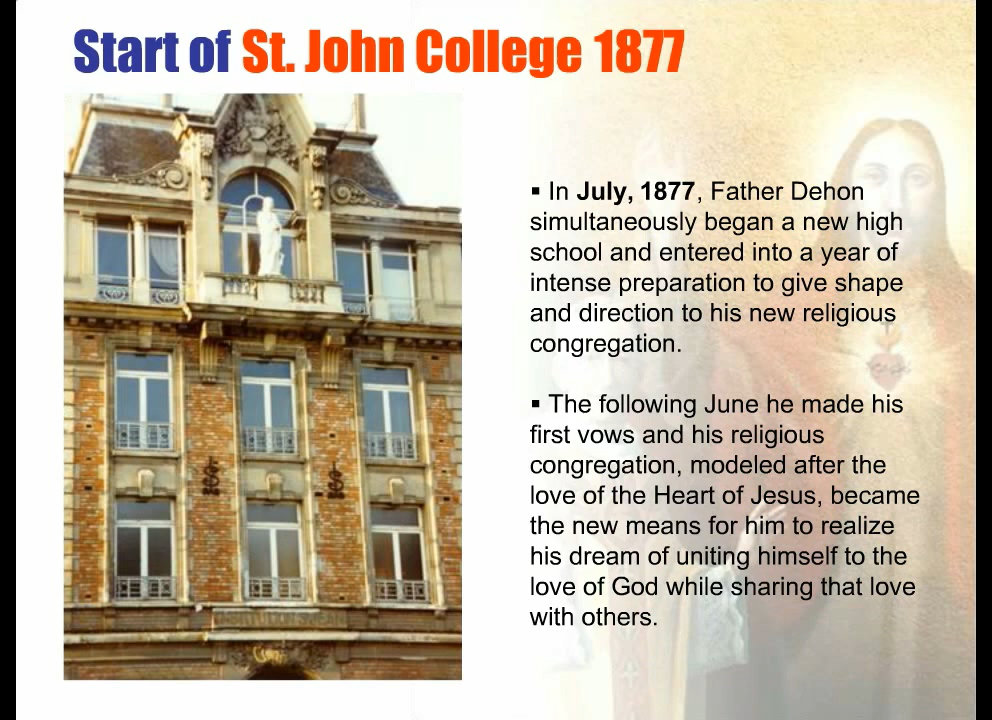 Start of St. John College 1877
▪ In July, 1877, Father Dehon
simultaneously began a new high
school and entered into a year of
intense preparation to give shape
and direction to his new religious
congregation.
▪ The following June he made his
first vows and his religious
congregation, modeled after the
love of the Heart of Jesus, became
the new means for him to realize
his dream of uniting himself to the
love of God while sharing that love
with others.